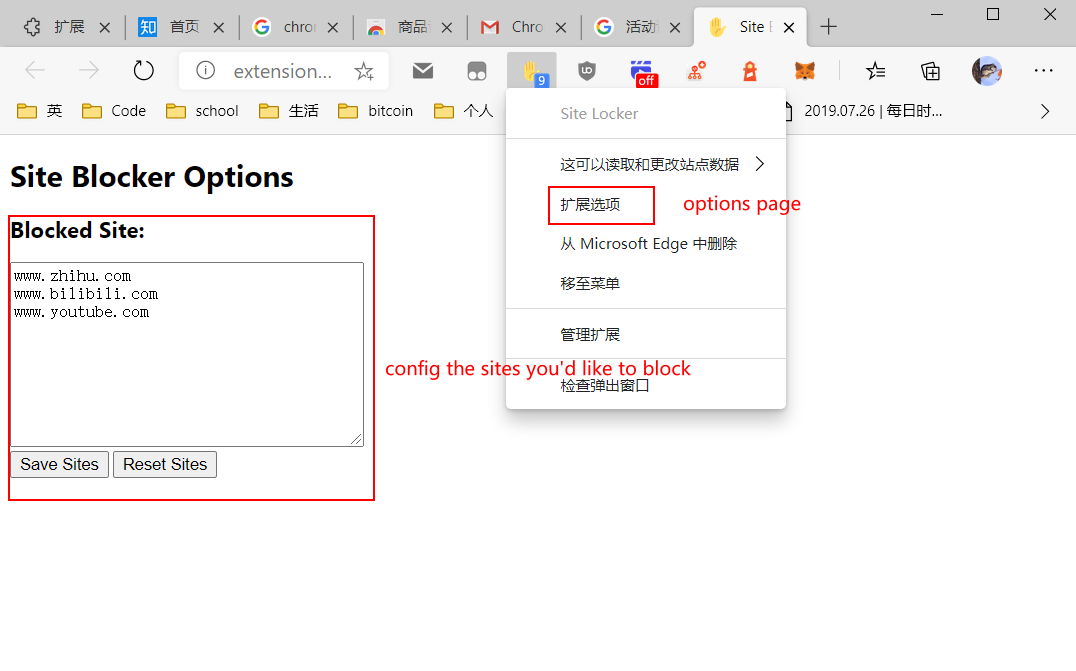 扩展
知 首页
chror
商品
Chro
活动
Site B
extension...
9
off
英
Code
school
生活
bitcoin
个人
2019.07.26 | 每日时...
Site Blocker Options
Blocked Site:
www.zhihu.com
www.bilibili.com
www.youtube.com
Save Sites
Reset Sites
Site Locker
这可以读取和更改站点数据
扩展选项
options page
从 Microsoft Edge 中删除
移至菜单
管理扩展
config the sites you'd like to block
检查弹出窗口